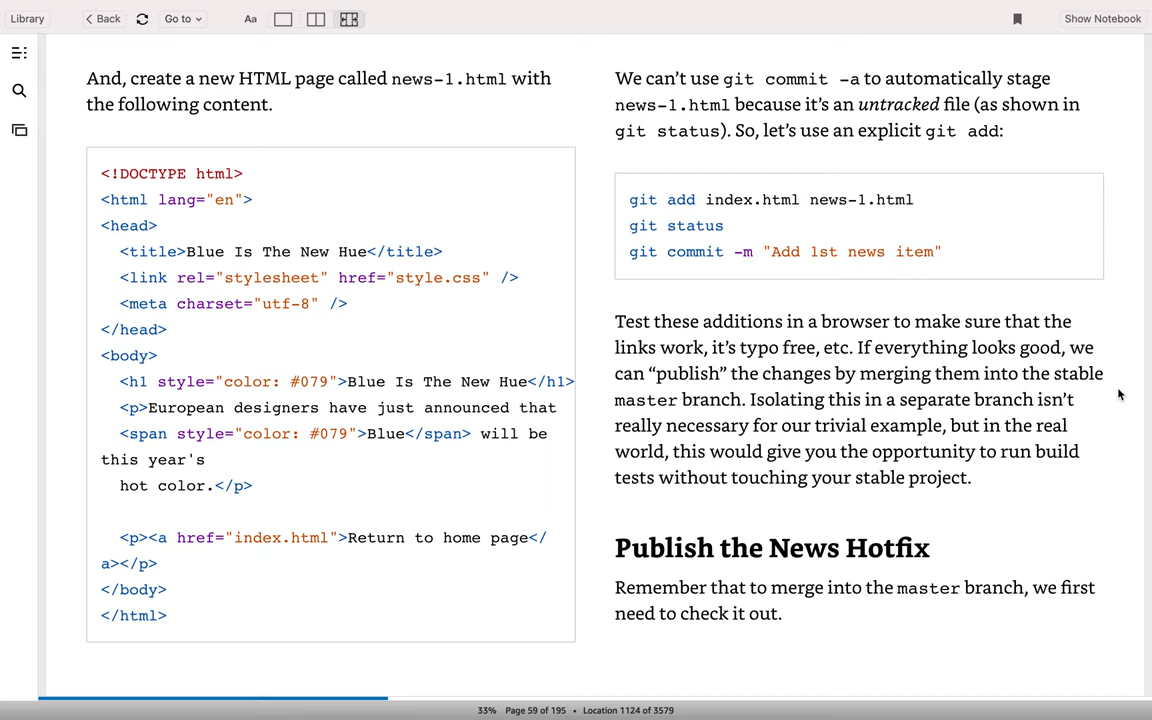 Library
Back
Go to
Aa
Show Notebook
And, create a new HTML page called news-1.html with
the following content.
<!DOCTYPE html>
<html lang="en">
<head>
  <title>Blue Is The New Hue</title>
  <link rel="stylesheet" href="style.css" />
  <meta charset="utf-8" />
</head>
<body>
  <h1 style="color: #079">Blue Is The New Hue</h1>
  <p>European designers have just announced that
  <span style="color: #079">Blue</span> will be
this year's
  hot color.</p>
  <p><a href="index.html">Return to home page</
a></p>
</body>
</html>
We can’t use git commit -a to automatically stage
news-1.html because it’s an untracked file (as shown in
git status). So, let’s use an explicit git add:
git add index.html news-1.html
git status
git commit -m "Add 1st news item"
Test these additions in a browser to make sure that the
links work, it’s typo free, etc. If everything looks good, we
can “publish” the changes by merging them into the stable
master branch. Isolating this in a separate branch isn’t
really necessary for our trivial example, but in the real
world, this would give you the opportunity to run build
tests without touching your stable project.
Publish the News Hotfix
Remember that to merge into the master branch, we first
need to check it out.
33% Page 59 of 195 • Location 1124 of 3579